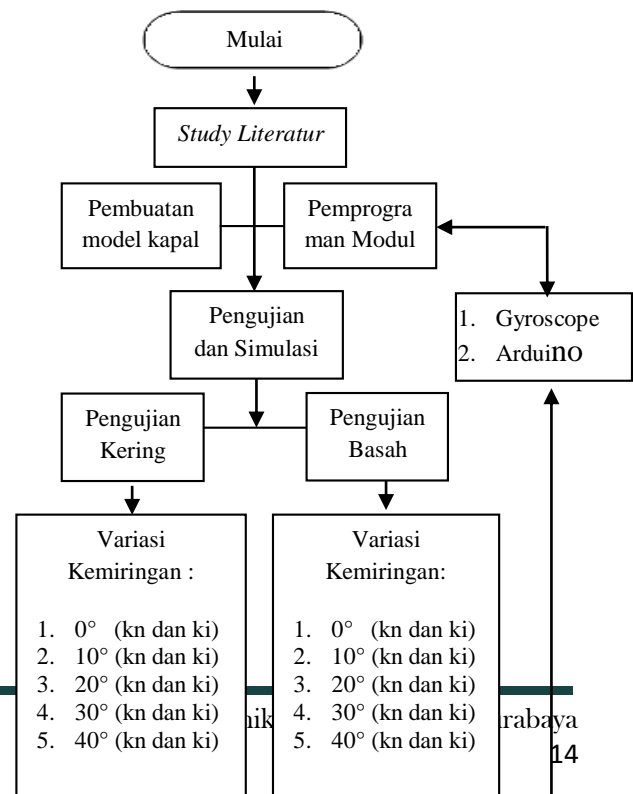 Mulai
Study Literatur
Pembuatan
model kapal
Pemprogra
man Modul
Pengujian
dan Simulasi
1. Gyroscope
2. Arduino
Pengujian
Kering
Pengujian
Basah
Variasi
Kemiringan :
1. 0° (kn dan ki)
2. 10° (kn dan ki)
3. 20° (kn dan ki)
4. 30° (kn dan ki)
5. 40° (kn dan ki)
Variasi
Kemiringan:
1. 0° (kn dan ki)
2. 10° (kn dan ki)
3. 20° (kn dan ki)
4. 30° (kn dan ki)
5. 40° (kn dan ki)
14